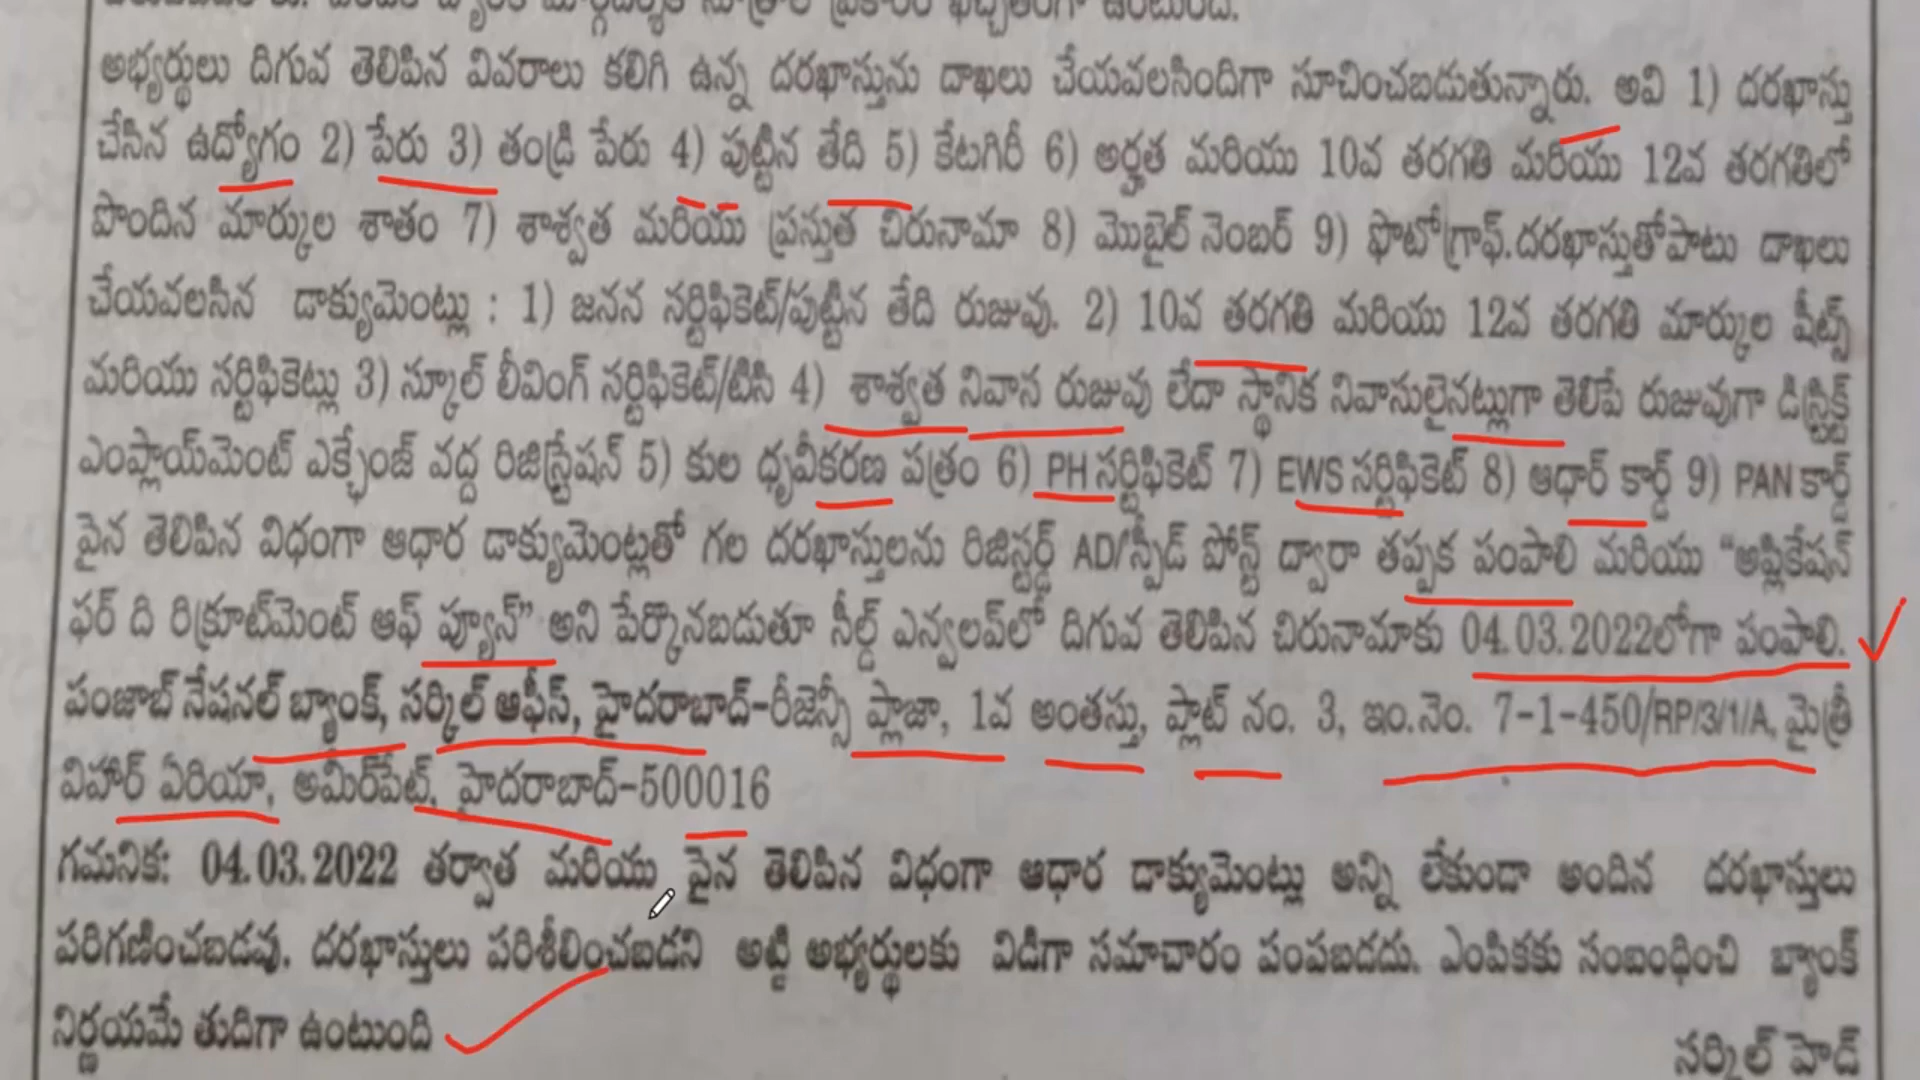 అభ్యర్థులు దిగువ తెలిపిన వివరాలు కలిగి ఉన్న దరఖాస్తును దాఖలు చేయవలసిందిగా సూచించబడుతున్నారు. అవి 1) దరఖాస్తు
చేసిన ఉద్యోగం 2) పేరు 3) తండ్రి పేరు 4) పుట్టిన తేది 5) కేటగిరీ 6) అర్హత మరియు 10వ తరగతి మరియు 12వ తరగతిలో
పొందిన మార్కుల శాతం 7) శాశ్వత మరియు ప్రస్తుత చిరునామా 8) మొబైల్ నెంబర్ 9) ఫొటోగ్రాఫ్.దరఖాస్తుతోపాటు దాఖలు
చేయవలసిన డాక్యుమెంట్లు : 1) జనన సర్టిఫికెట్/పుట్టిన తేది రుజువు. 2) 10వ తరగతి మరియు 12వ తరగతి మార్కుల షీట్స్
మరియు సర్టిఫికెట్లు 3) స్కూల్ లీవింగ్ సర్టిఫికెట్/టిసి 4) శాశ్వత నివాస రుజువు లేదా స్థానిక నివాసులైనట్లుగా తెలిపే రుజువుగా డిస్ట్రిక్ట్
ఎంప్లాయ్‌మెంట్ ఎక్ఛేంజ్ వద్ద రిజిస్ట్రేషన్ 5) కుల ధృవీకరణ పత్రం 6) PH సర్టిఫికెట్ 7) EWS సర్టిఫికెట్ 8) ఆధార్ కార్డ్ 9) PAN కార్డ్
పైన తెలిపిన విధంగా ఆధార డాక్యుమెంట్లతో గల దరఖాస్తులను రిజిస్టర్డ్ AD/స్పీడ్ పోస్ట్ ద్వారా తప్పక పంపాలి మరియు “అప్లికేషన్
ఫర్ ది రిక్రూట్‌మెంట్ ఆఫ్ ప్యూన్” అని పేర్కొనబడుతూ సీల్డ్ ఎన్వలప్‌లో దిగువ తెలిపిన చిరునామాకు 04.03.2022లోగా పంపాలి.
పంజాబ్ నేషనల్ బ్యాంక్, సర్కిల్ ఆఫీస్, హైదరాబాద్-రీజెన్సీ ప్లాజా, 1వ అంతస్తు, ప్లాట్ నం. 3, ఇం.నెం. 7-1-450/RP/3/1/A, మైత్రీ
విహార్ ఏరియా, అమీర్‌పేట్, హైదరాబాద్-500016
గమనిక: 04.03.2022 తర్వాత మరియు పైన తెలిపిన విధంగా ఆధార డాక్యుమెంట్లు అన్ని లేకుండా అందిన దరఖాస్తులు
పరిగణించబడవు. దరఖాస్తులు పరిశీలించబడని అట్టి అభ్యర్థులకు విడిగా సమాచారం పంపబడదు. ఎంపికకు సంబంధించి బ్యాంక్
నిర్ణయమే తుదిగా ఉంటుంది
సర్కిల్ హెడ్